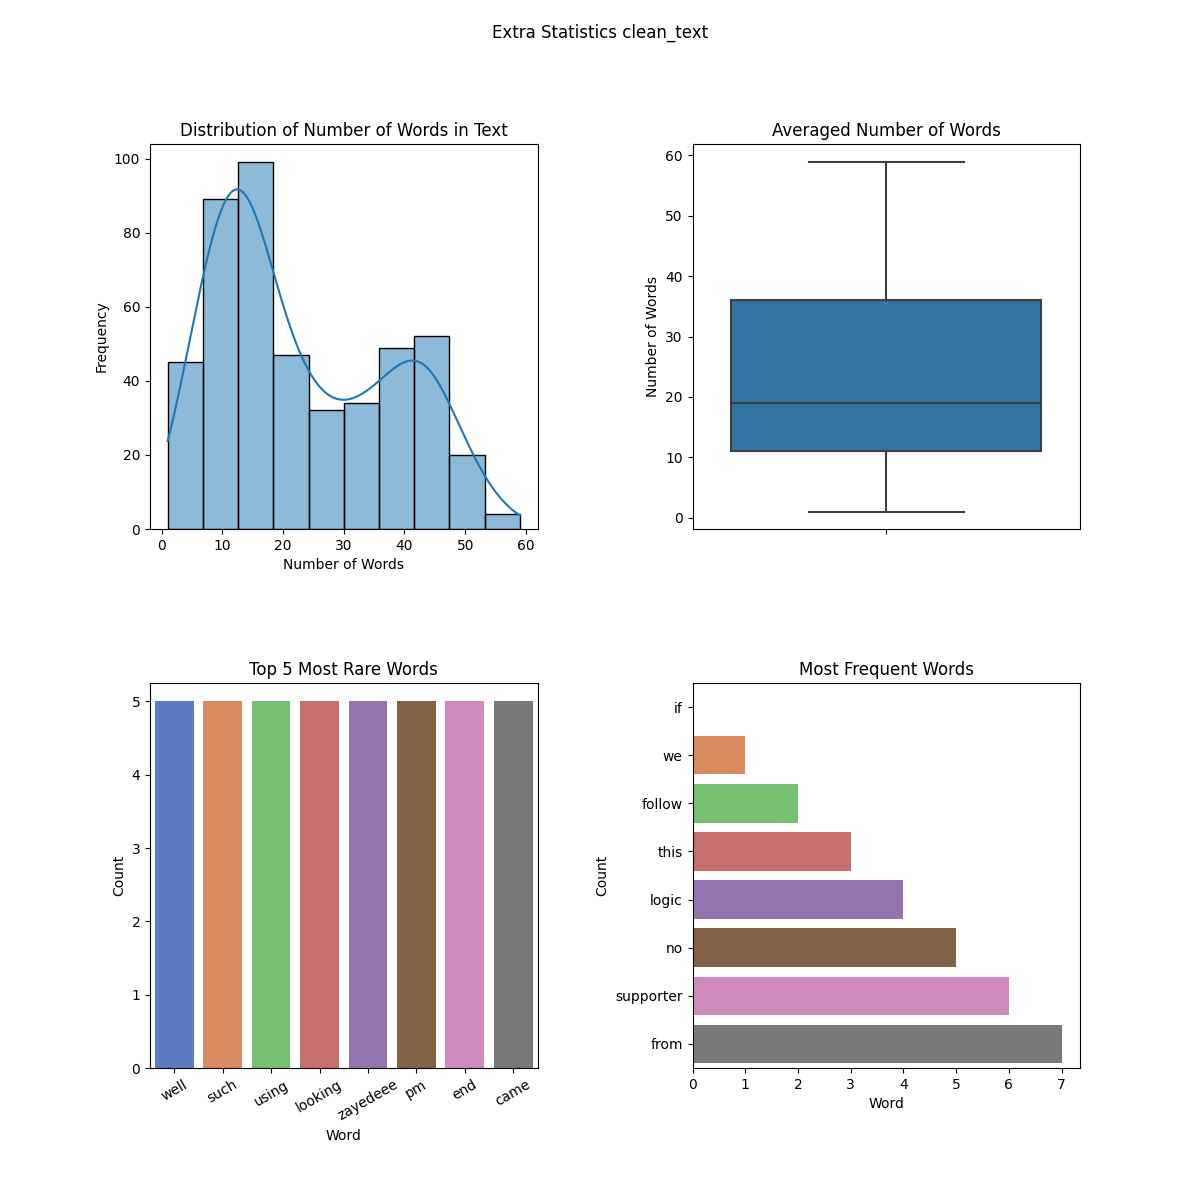 Extra Statistics clean_text
Distribution of Number of Words in Text
100
80
60
40
20
0
Frequency
0 10 20 30 40 50 60
Number of Words
Averaged Number of Words
60
50
40
30
20
10
0
Number of Words
Top 5 Most Rare Words
5
4
3
2
1
0
Count
well such using looking zayedeee pm end came
Word
Most Frequent Words
if
we
follow
this
logic
no
supporter
from
Count
0 1 2 3 4 5 6 7
Word